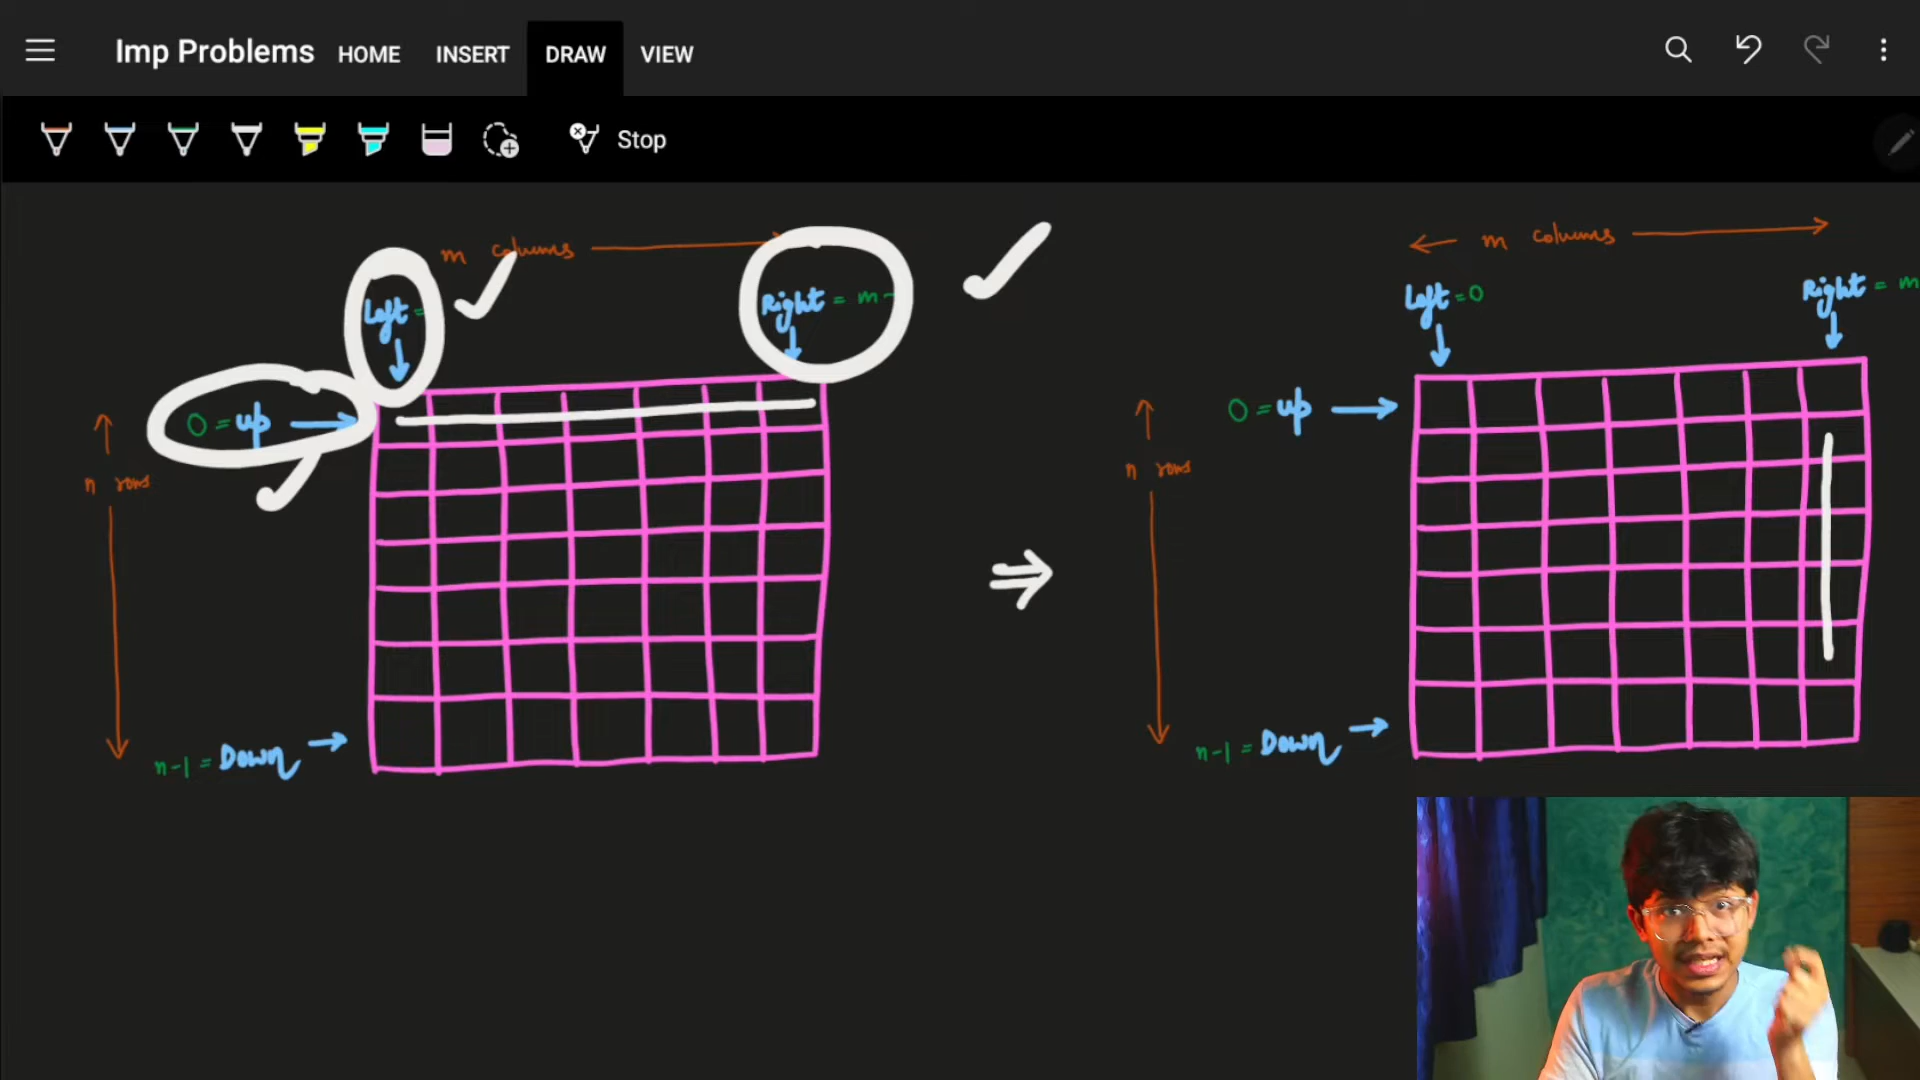 Imp Problems HOME INSERT DRAW VIEW
Stop
m columns
Left =
Right = m-
0 = up
n rows
n-1 = Down
m columns
Left = 0
Right = m
0 = up
n rows
n-1 = Down